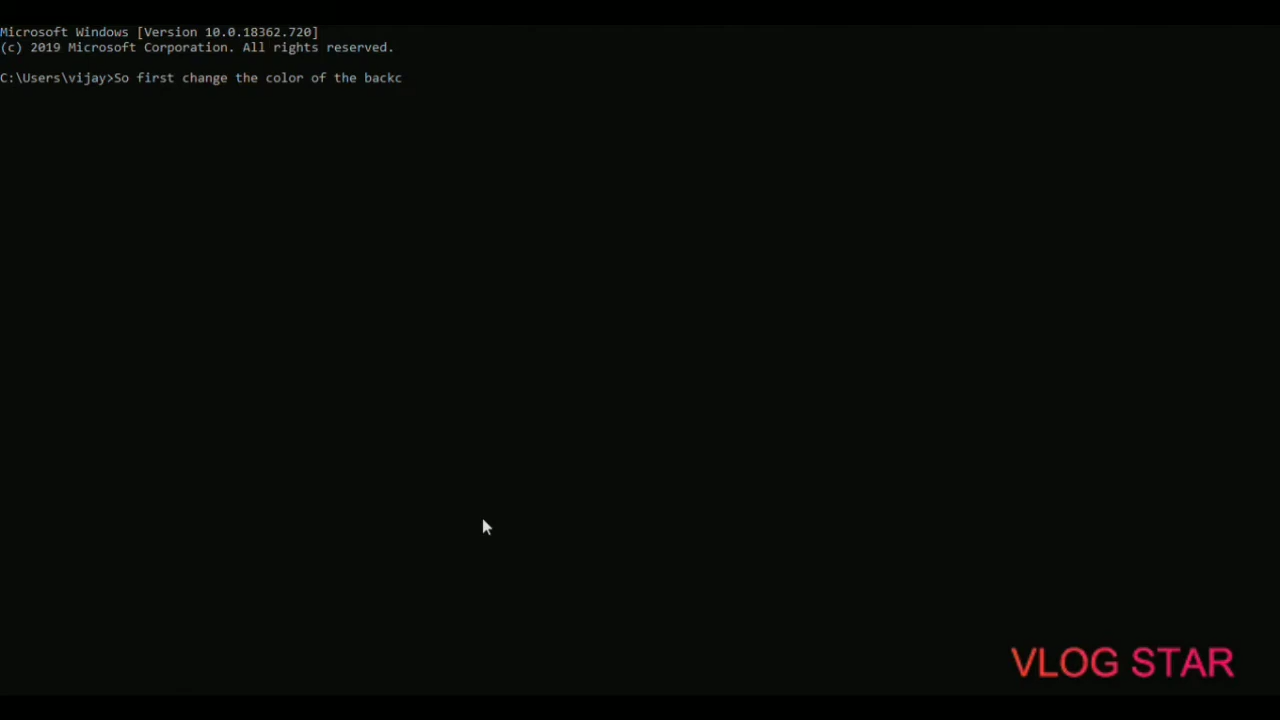 Microsoft Windows [Version 10.0.18362.720]
(c) 2019 Microsoft Corporation. All rights reserved.
C:\Users\vijay>So first change the color of the backc
VLOG STAR